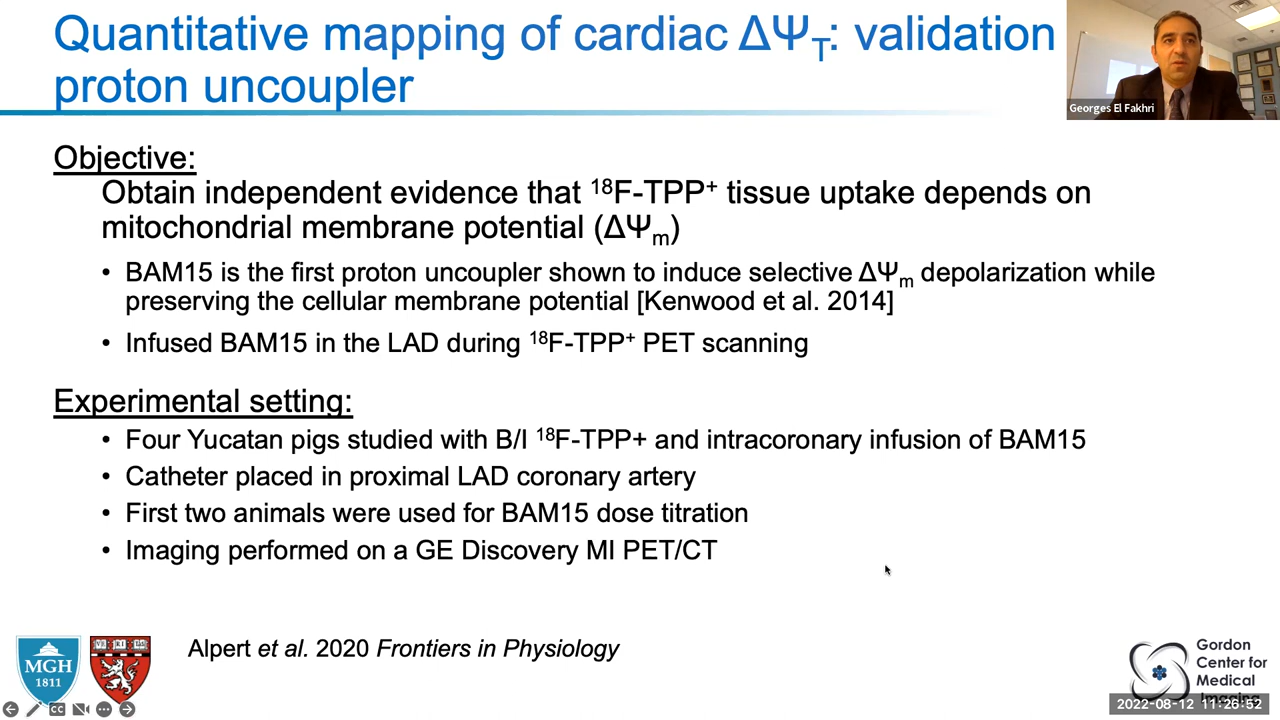 Quantitative mapping of cardiac ΔΨT: validation
proton uncoupler
Georges El Fakhri
Objective:
Obtain independent evidence that ¹⁸F-TPP⁺ tissue uptake depends on
mitochondrial membrane potential (ΔΨm)
• BAM15 is the first proton uncoupler shown to induce selective ΔΨm depolarization while
preserving the cellular membrane potential [Kenwood et al. 2014]
• Infused BAM15 in the LAD during ¹⁸F-TPP⁺ PET scanning
Experimental setting:
• Four Yucatan pigs studied with B/I ¹⁸F-TPP+ and intracoronary infusion of BAM15
• Catheter placed in proximal LAD coronary artery
• First two animals were used for BAM15 dose titration
• Imaging performed on a GE Discovery MI PET/CT
Alpert et al. 2020 Frontiers in Physiology
MGH
1811
VE RI TAS
Gordon
Center for
Medical
Imaging
2022-08-12 11:26:52
CC